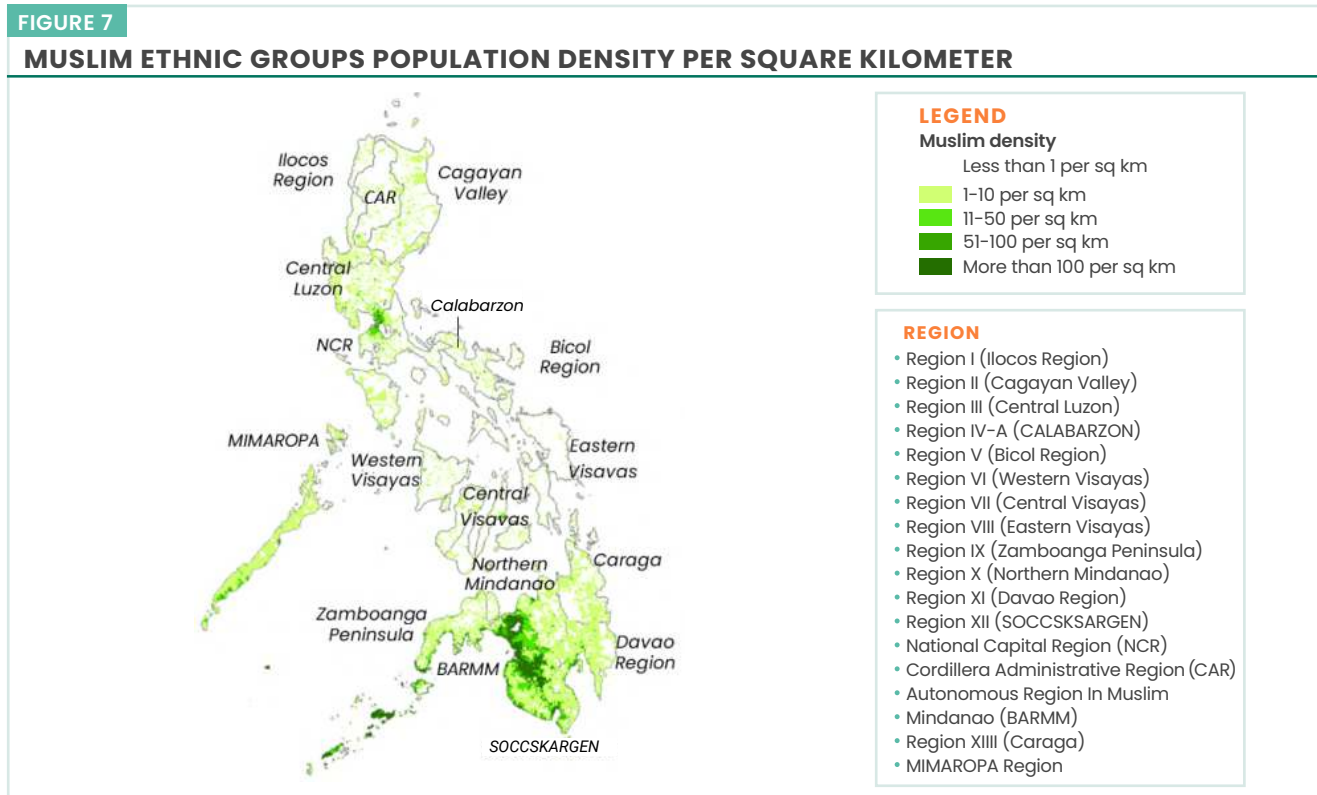 FIGURE 7
MUSLIM ETHNIC GROUPS POPULATION DENSITY PER SQUARE KILOMETER
Ilocos
Region
CAR
Cagayan
Valley
Central
Luzon
Calabarzon
NCR
Bicol
Region
MIMAROPA
Western
Visayas
Eastern
Visavas
Central
Visavas
Northern
Mindanao
Caraga
Zamboanga
Peninsula
BARMM
Davao
Region
SOCCSKARGEN
LEGEND
Muslim density
Less than 1 per sq km
1-10 per sq km
11-50 per sq km
51-100 per sq km
More than 100 per sq km
REGION
• Region I (Ilocos Region)
• Region II (Cagayan Valley)
• Region III (Central Luzon)
• Region IV-A (CALABARZON)
• Region V (Bicol Region)
• Region VI (Western Visayas)
• Region VII (Central Visayas)
• Region VIII (Eastern Visayas)
• Region IX (Zamboanga Peninsula)
• Region X (Northern Mindanao)
• Region XI (Davao Region)
• Region XII (SOCCSKSARGEN)
• National Capital Region (NCR)
• Cordillera Administrative Region (CAR)
• Autonomous Region In Muslim
• Mindanao (BARMM)
• Region XIIII (Caraga)
• MIMAROPA Region